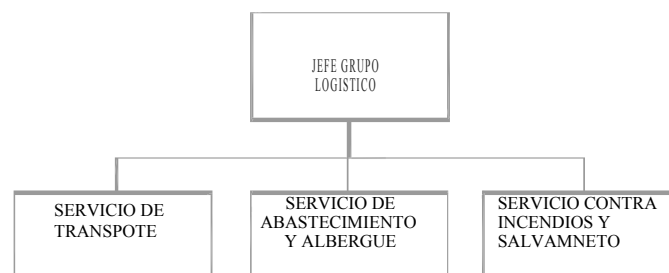 JEFE GRUPO
LOGISTICO
SERVICIO DE
TRANSPOTE
SERVICIO DE
ABASTECIMIENTO
Y ALBERGUE
SERVICIO CONTRA
INCENDIOS Y
SALVAMNETO